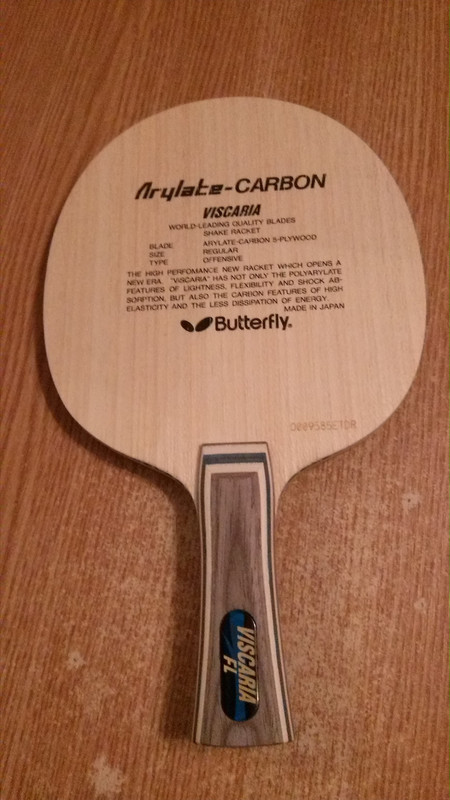 Arylate-CARBON
VISCARIA
WORLD-LEADING QUALITY BLADES
SHAKE RACKET
BLADE ARYLATE-CARBON 5-PLYWOOD
SIZE REGULAR
TYPE OFFENSIVE
THE HIGH PERFOMANCE NEW RACKET WHICH OPENS A
NEW ERA. "VISCARIA" HAS NOT ONLY THE POLYARYLATE
FEATURES OF LIGHTNESS, FLEXIBILITY AND SHOCK AB-
SORPTION, BUT ALSO THE CARBON FEATURES OF HIGH
ELASTICITY AND THE LESS DISSIPATION OF ENERGY.
MADE IN JAPAN
Butterfly.
VISCARIA
FL